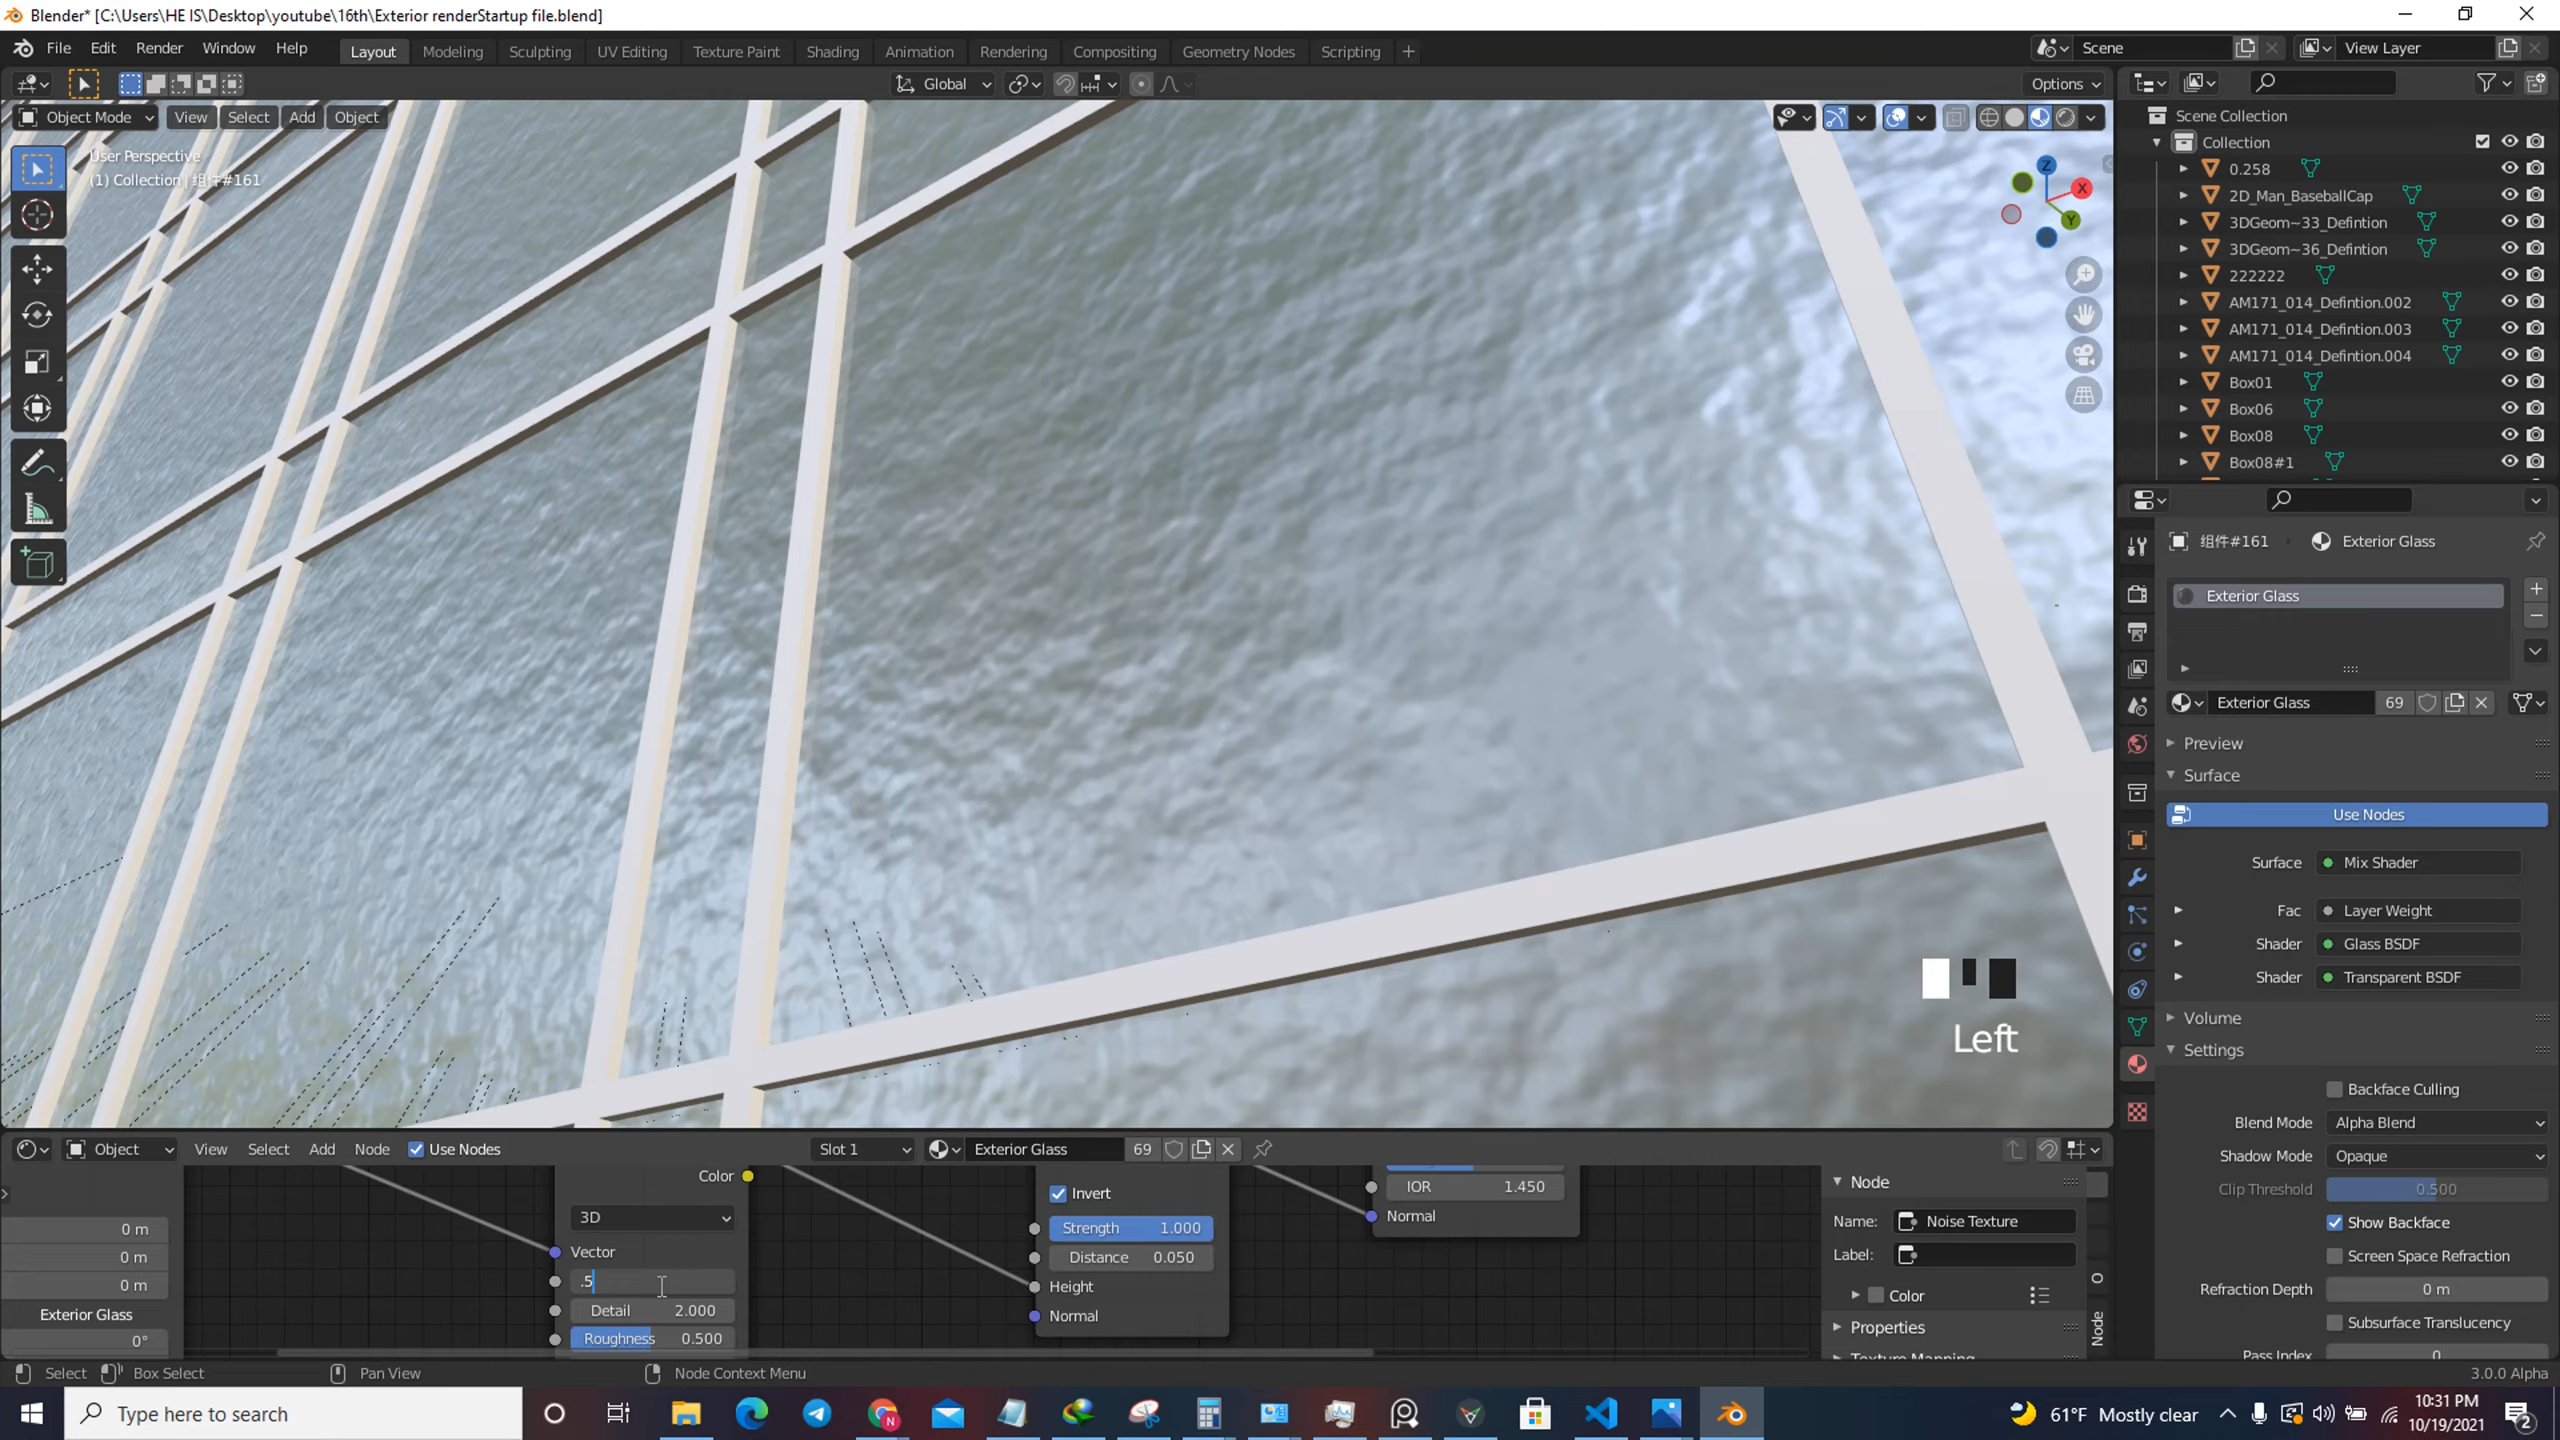 Blender* [C:\Users\HE IS\Desktop\youtube\16th\Exterior renderStartup file.blend]
File Edit Render Window Help
Layout Modeling Sculpting UV Editing Texture Paint Shading Animation Rendering Compositing Geometry Nodes Scripting +
Scene
View Layer
Global
Options
Object Mode View Select Add Object
User Perspective
(1) Collection | 组件#161
Z
X
Y
Left
Scene Collection
Collection
0.258
2D_Man_BaseballCap
3DGeom~33_Defintion
3DGeom~36_Defintion
222222
AM171_014_Defintion.002
AM171_014_Defintion.003
AM171_014_Defintion.004
Box01
Box06
Box08
Box08#1
组件#161 Exterior Glass
Exterior Glass
Exterior Glass 69
Preview
Surface
Use Nodes
Surface Mix Shader
Fac Layer Weight
Shader Glass BSDF
Shader Transparent BSDF
Volume
Settings
Backface Culling
Blend Mode Alpha Blend
Shadow Mode Opaque
Clip Threshold 0.500
Show Backface
Screen Space Refraction
Refraction Depth 0 m
Subsurface Translucency
Pass Index 0
Object View Select Add Node Use Nodes Slot 1 Exterior Glass 69
0 m
0 m
0 m
Exterior Glass
0°
Color
3D
Vector
.5
Detail 2.000
Roughness 0.500
Invert
Strength 1.000
Distance 0.050
Height
Normal
IOR 1.450
Normal
Node
Name: Noise Texture
Label:
Color
Properties
Texture Mapping
O
Node
Select Box Select Pan View Node Context Menu 3.0.0 Alpha
Type here to search
N
61°F Mostly clear
10:31 PM
10/19/2021
2